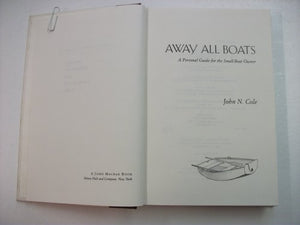 A JOHN MACRAE BOOK
Henry Holt and Company New York
AWAY ALL BOATS
A Personal Guide for the Small-Boat Owner
John N. Cole